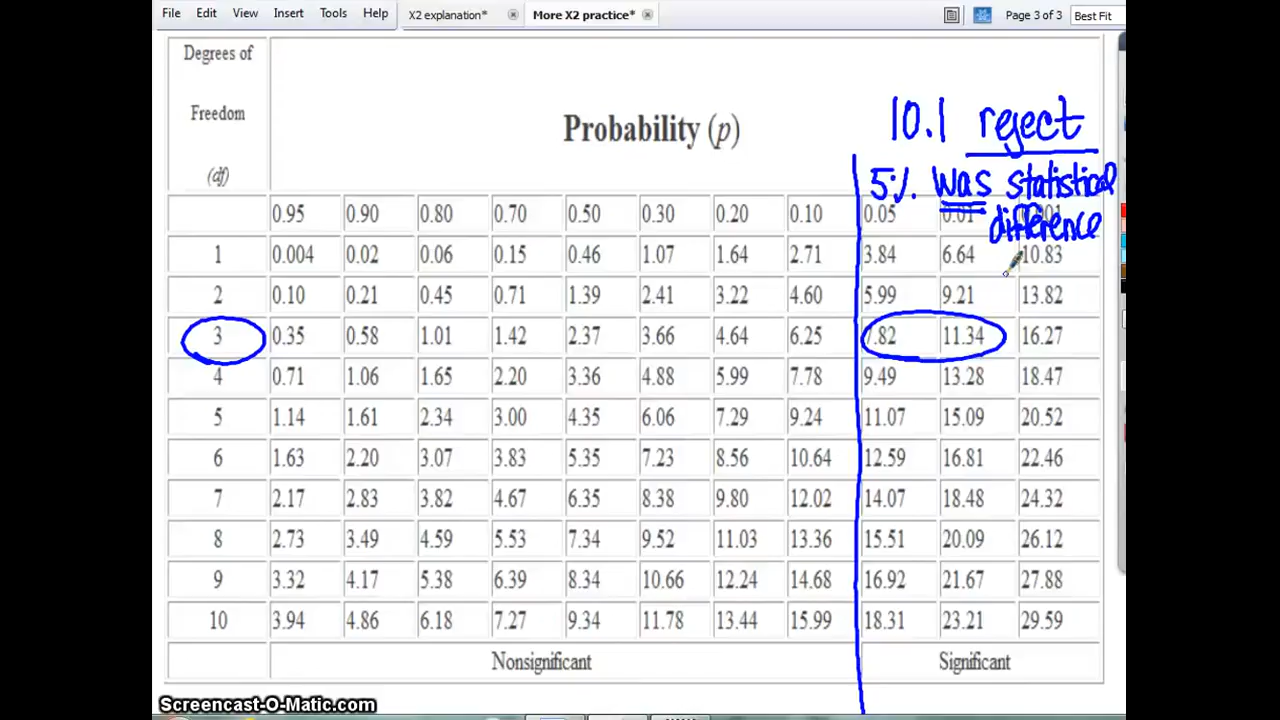 File Edit View Insert Tools Help X2 explanation* More X2 practice* Page 3 of 3 Best Fit
Degrees of
Freedom
(df)
Probability (p)
10.1 reject
5%. was statistical
difference
0.95 0.90 0.80 0.70 0.50 0.30 0.20 0.10 0.05 0.01
1 0.004 0.02 0.06 0.15 0.46 1.07 1.64 2.71 3.84 6.64 10.83
2 0.10 0.21 0.45 0.71 1.39 2.41 3.22 4.60 5.99 9.21 13.82
3 0.35 0.58 1.01 1.42 2.37 3.66 4.64 6.25 7.82 11.34 16.27
4 0.71 1.06 1.65 2.20 3.36 4.88 5.99 7.78 9.49 13.28 18.47
5 1.14 1.61 2.34 3.00 4.35 6.06 7.29 9.24 11.07 15.09 20.52
6 1.63 2.20 3.07 3.83 5.35 7.23 8.56 10.64 12.59 16.81 22.46
7 2.17 2.83 3.82 4.67 6.35 8.38 9.80 12.02 14.07 18.48 24.32
8 2.73 3.49 4.59 5.53 7.34 9.52 11.03 13.36 15.51 20.09 26.12
9 3.32 4.17 5.38 6.39 8.34 10.66 12.24 14.68 16.92 21.67 27.88
10 3.94 4.86 6.18 7.27 9.34 11.78 13.44 15.99 18.31 23.21 29.59
Nonsignificant Significant
Screencast-O-Matic.com